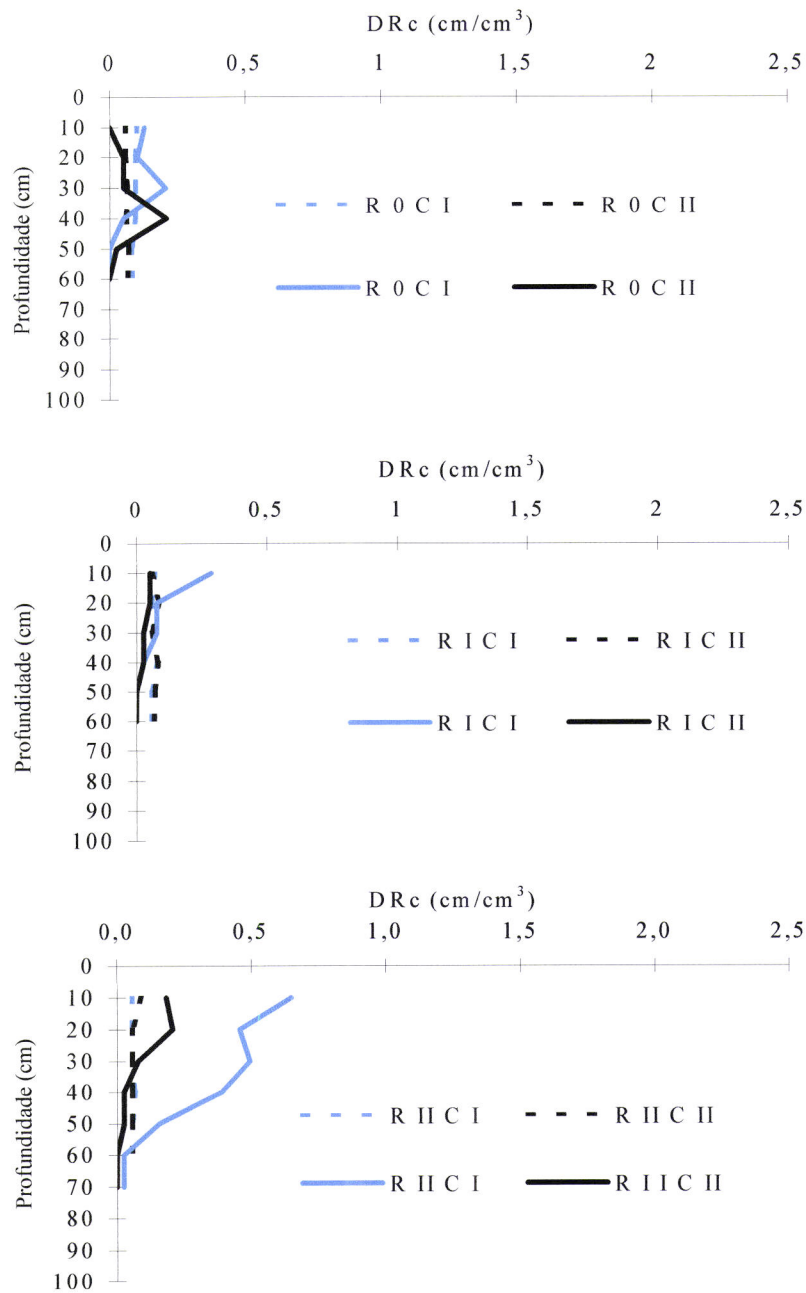 DRc (cm/cm³)
0 0,5 1 1,5 2 2,5
Profundidade (cm)
0
10
20
30
40
50
60
70
80
90
100
R 0 C I R 0 C II
R 0 C I R 0 C II
DRc (cm/cm³)
0 0,5 1 1,5 2 2,5
Profundidade (cm)
0
10
20
30
40
50
60
70
80
90
100
R I C I R I C II
R I C I R I C II
DRc (cm/cm³)
0,0 0,5 1,0 1,5 2,0 2,5
Profundidade (cm)
0
10
20
30
40
50
60
70
80
90
100
R II C I R II C II
R II C I R II C II